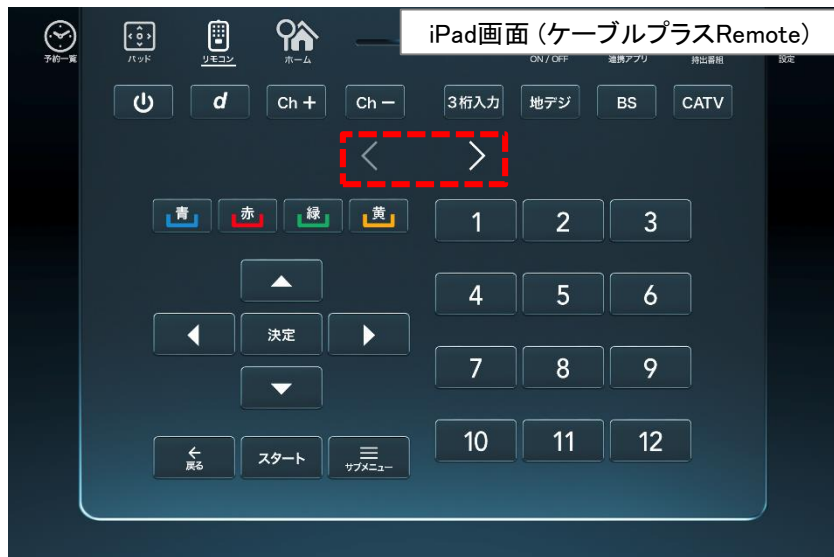 iPad画面（ケーブルプラスRemote）
予約一覧
パッド
リモコン
ホーム
ON / OFF
連携アプリ
持出番組
設定
d
Ch +
Ch −
3桁入力
地デジ
BS
CATV
青
赤
緑
黄
1
2
3
4
5
6
決定
7
8
9
10
11
12
戻る
スタート
サブメニュー